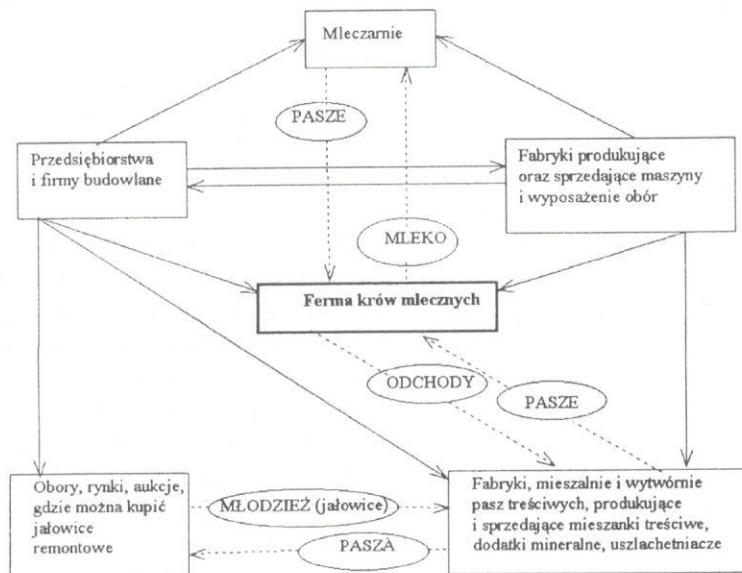 Mleczarnie
PASZE
Przedsiębiorstwa
i firmy budowlane
Fabryki produkujące
oraz sprzedające maszyny
i wyposażenie obór
MLEKO
Ferma krów mlecznych
ODCHODY
PASZE
Obory, rynki, aukcje,
gdzie można kupić
jałowice
remontowe
MŁODZIEŻ (jałowice)
PASZÀ
Fabryki, mieszalnie i wytwórnie
pasz treściwych, produkujące
i sprzedające mieszanki treściwe,
dodatki mineralne, uszlachetniacze